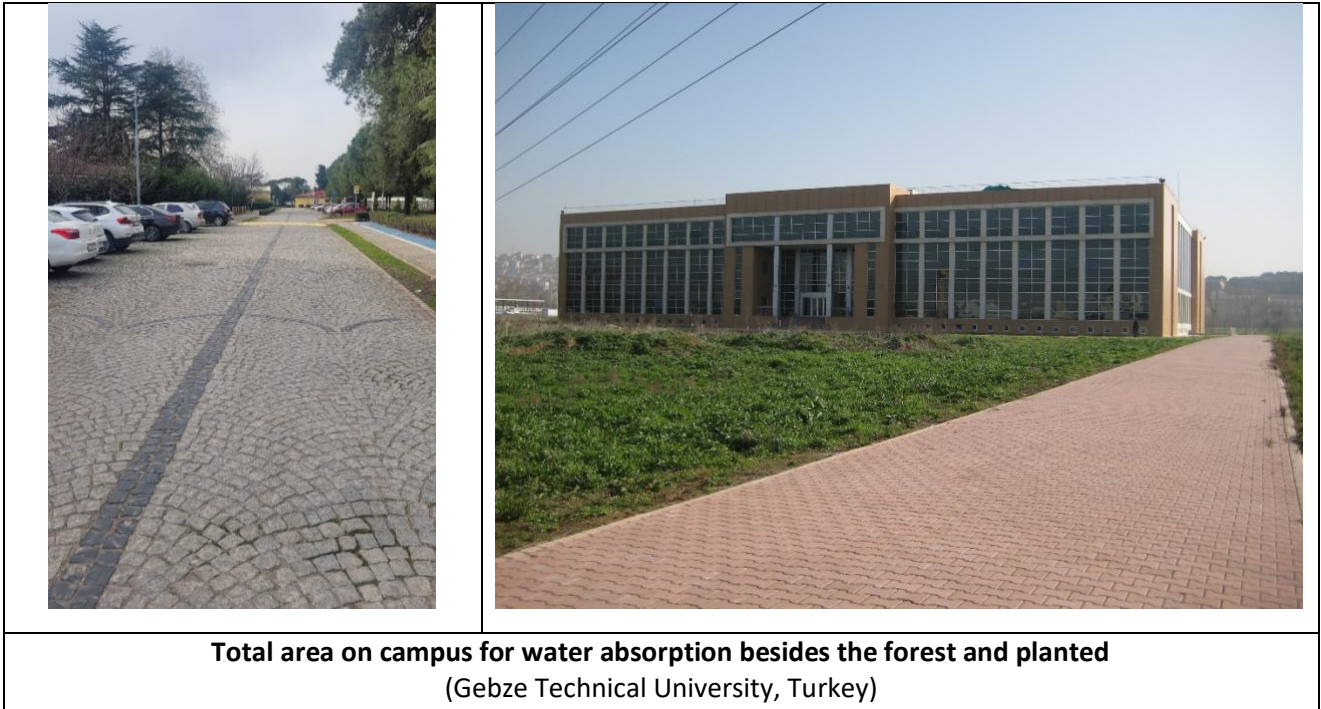 Total area on campus for water absorption besides the forest and planted
(Gebze Technical University, Turkey)